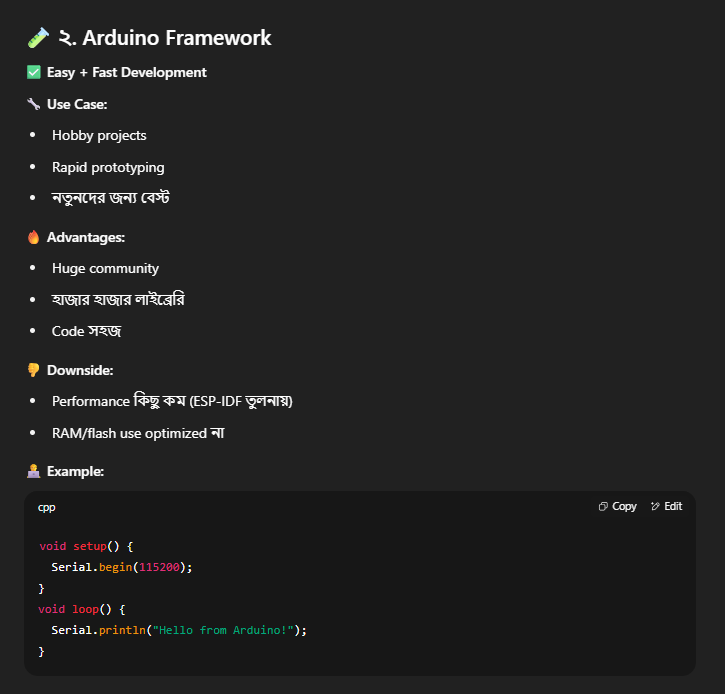 🧪 ২. Arduino Framework
✅ Easy + Fast Development
🔧 Use Case:
• Hobby projects
• Rapid prototyping
• নতুনদের জন্য বেস্ট
🔥 Advantages:
• Huge community
• হাজার হাজার লাইব্রেরি
• Code সহজ
👎 Downside:
• Performance কিছু কম (ESP-IDF তুলনায়)
• RAM/flash use optimized না
🧑‍💻 Example:
cpp Copy Edit
void setup() {
  Serial.begin(115200);
}
void loop() {
  Serial.println("Hello from Arduino!");
}